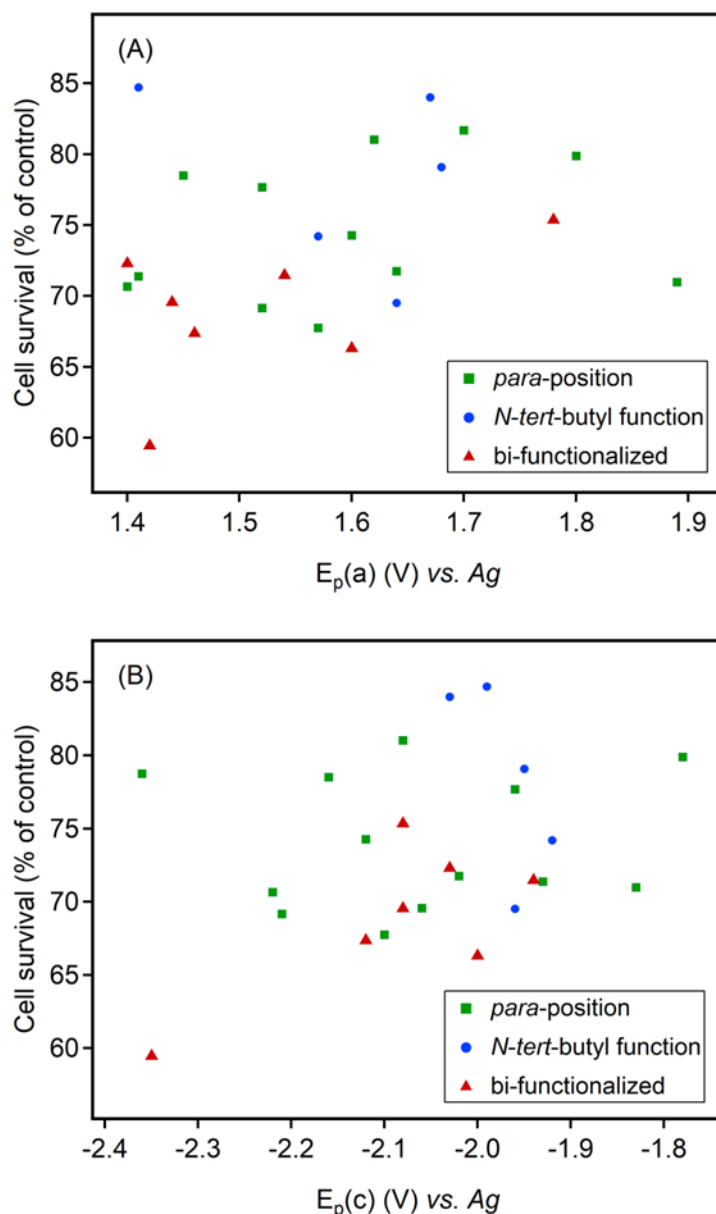 (A)
Cell survival (% of control)
85
80
75
70
65
60
para-position
N-tert-butyl function
bi-functionalized
1.4 1.5 1.6 1.7 1.8 1.9
Ep(a) (V) vs. Ag
(B)
Cell survival (% of control)
85
80
75
70
65
60
para-position
N-tert-butyl function
bi-functionalized
-2.4 -2.3 -2.2 -2.1 -2.0 -1.9 -1.8
Ep(c) (V) vs. Ag